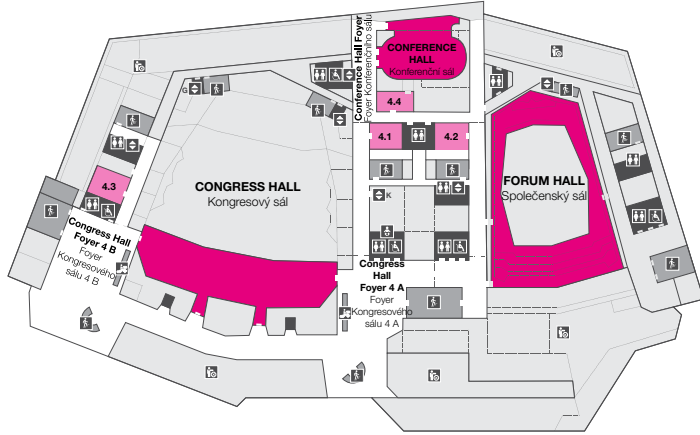 Conference Hall Foyer
Foyer Konferenčního sálu
CONFERENCE
HALL
Konferenční sál
G
4.4
4.1
4.2
4.3
K
CONGRESS HALL
Kongresový sál
FORUM HALL
Společenský sál
Congress Hall
Foyer 4 B
Foyer
Kongresového
sálu 4 B
Congress
Hall
Foyer 4 A
Foyer
Kongresového
sálu 4 A